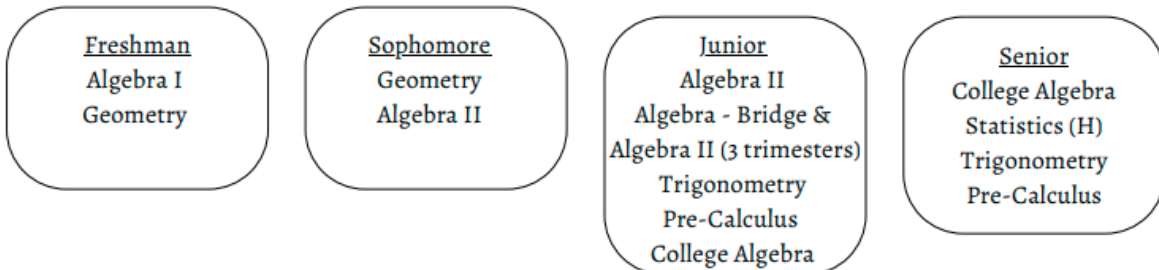 Freshman
Algebra I
Geometry
Sophomore
Geometry
Algebra II
Junior
Algebra II
Algebra - Bridge &
Algebra II (3 trimesters)
Trigonometry
Pre-Calculus
College Algebra
Senior
College Algebra
Statistics (H)
Trigonometry
Pre-Calculus